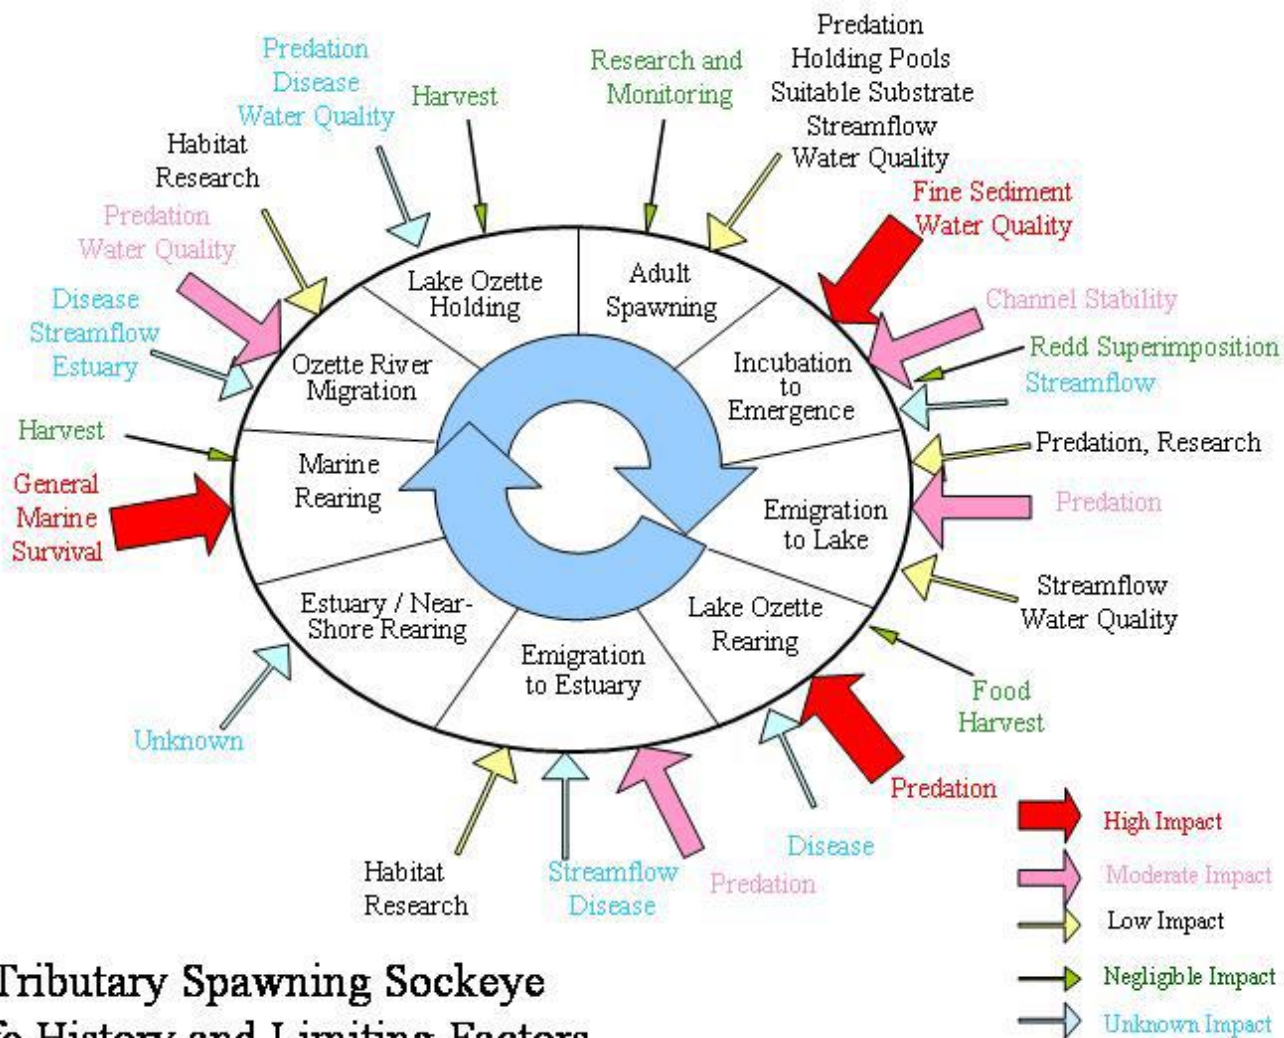 Predation
Holding Pools
Suitable Substrate
Streamflow
Water Quality
Research and
Monitoring
Harvest
Predation
Disease
Water Quality
Habitat
Research
Predation
Water Quality
Disease
Streamflow
Estuary
Harvest
General
Marine
Survival
Unknown
Habitat
Research
Streamflow
Disease
Predation
Disease
Predation
Food
Harvest
Streamflow
Water Quality
Predation
Predation, Research
Streamflow
Redd Superimposition
Channel Stability
Fine Sediment
Water Quality
Lake Ozette
Holding
Adult
Spawning
Incubation
to
Emergence
Emigration
to Lake
Lake Ozette
Rearing
Emigration
to Estuary
Estuary / Near-
Shore Rearing
Marine
Rearing
Ozette River
Migration
High Impact
Moderate Impact
Low Impact
Negligible Impact
Unknown Impact
Tributary Spawning Sockeye
History and Limiting Factors